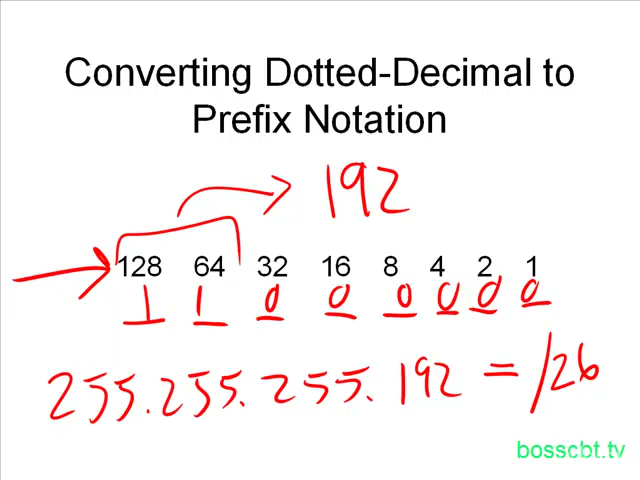 Converting Dotted-Decimal to
Prefix Notation
192
128 64 32 16 8 4 2 1
1 1 0 0 0 0 0 0
255.255.255.192 = /26
bosscbt.tv